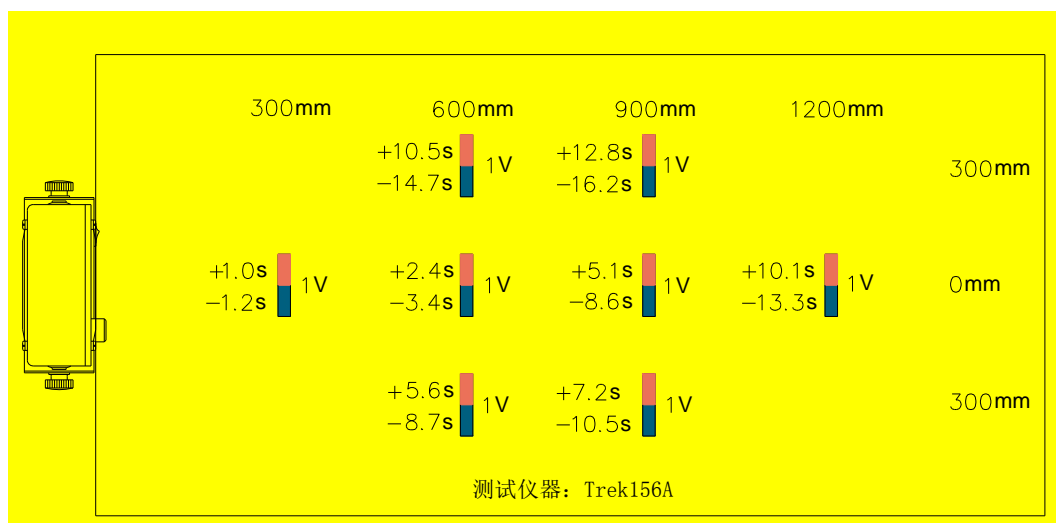 300mm 600mm 900mm 1200mm
+10.5s 1V +12.8s 1V
300mm
-14.7s -16.2s
+1.0s 1V +2.4s 1V +5.1s 1V +10.1s 1V
0mm
-1.2s -3.4s -8.6s -13.3s
+5.6s 1V +7.2s 1V
300mm
-8.7s -10.5s
测试仪器：Trek156A